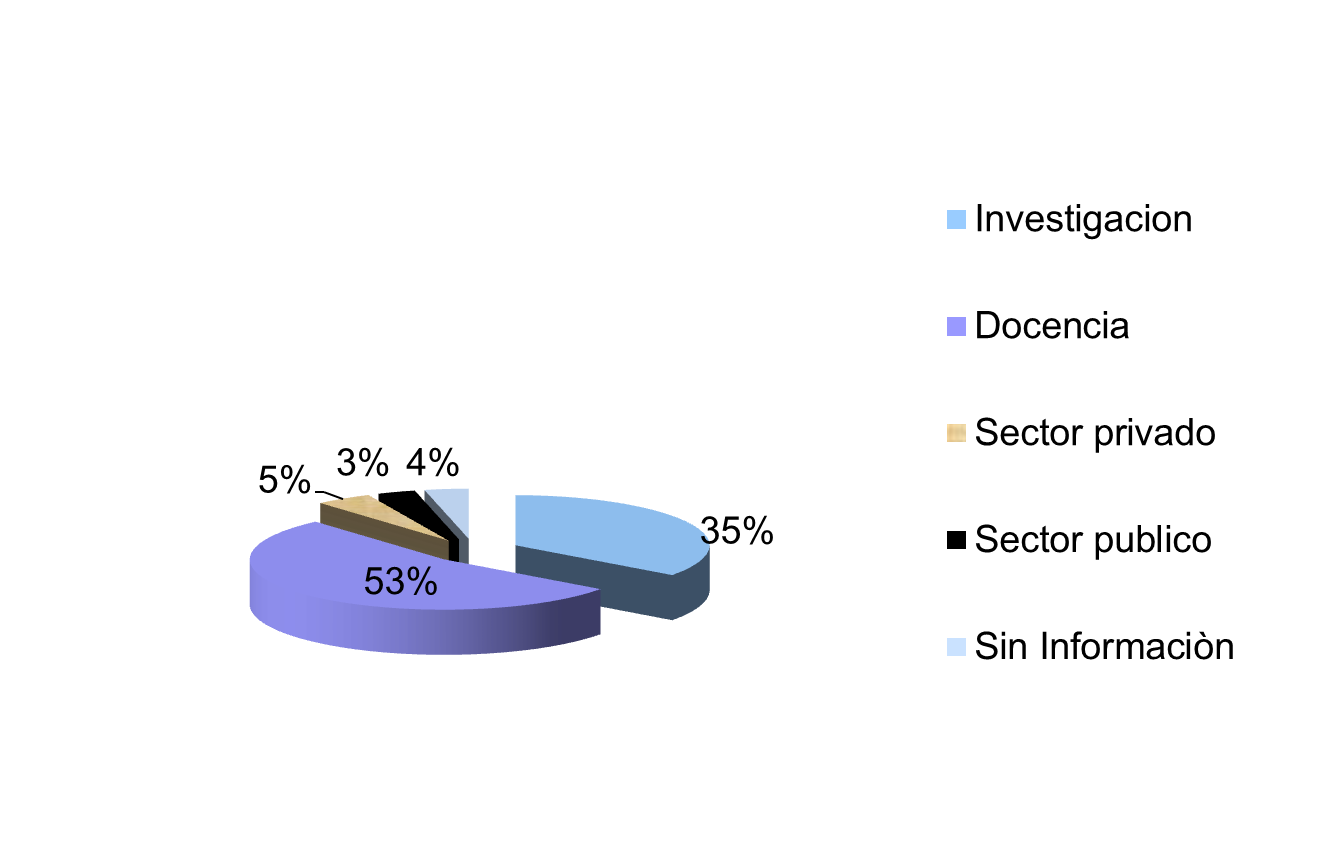 Investigacion
Docencia
Sector privado
Sector publico
Sin Informaciòn
3% 4%
5%
35%
53%